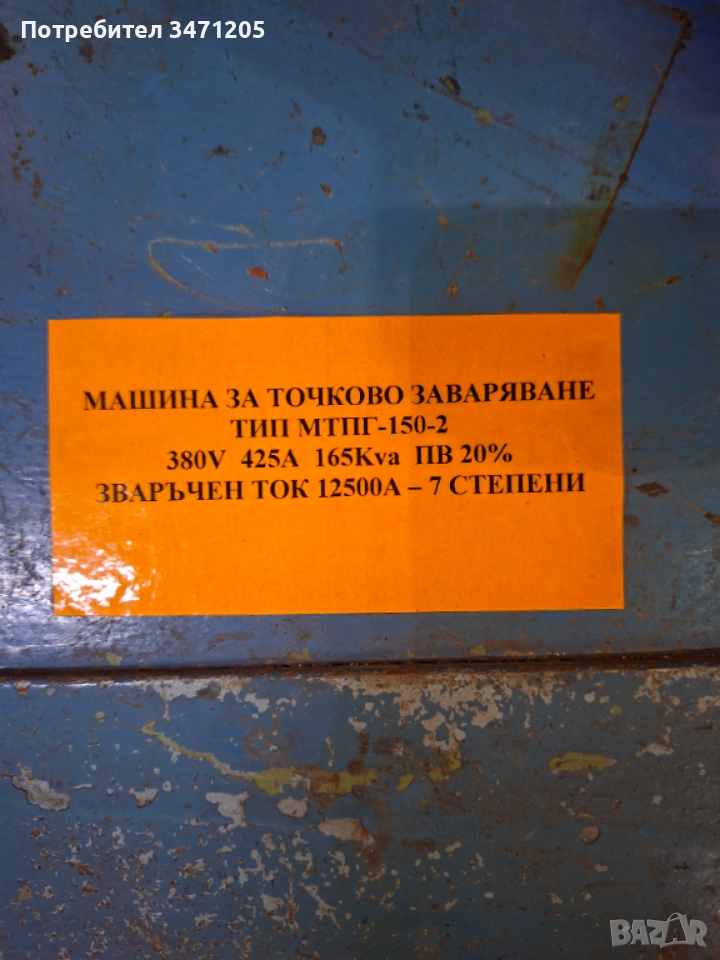 Потребител 3471205
МАШИНА ЗА ТОЧКОВО ЗАВАРЯВАНЕ
ТИП МТПГ-150-2
380V 425A 165Kva ПВ 20%
ЗВАРЪЧЕН ТОК 12500А – 7 СТЕПЕНИ
BAZAR